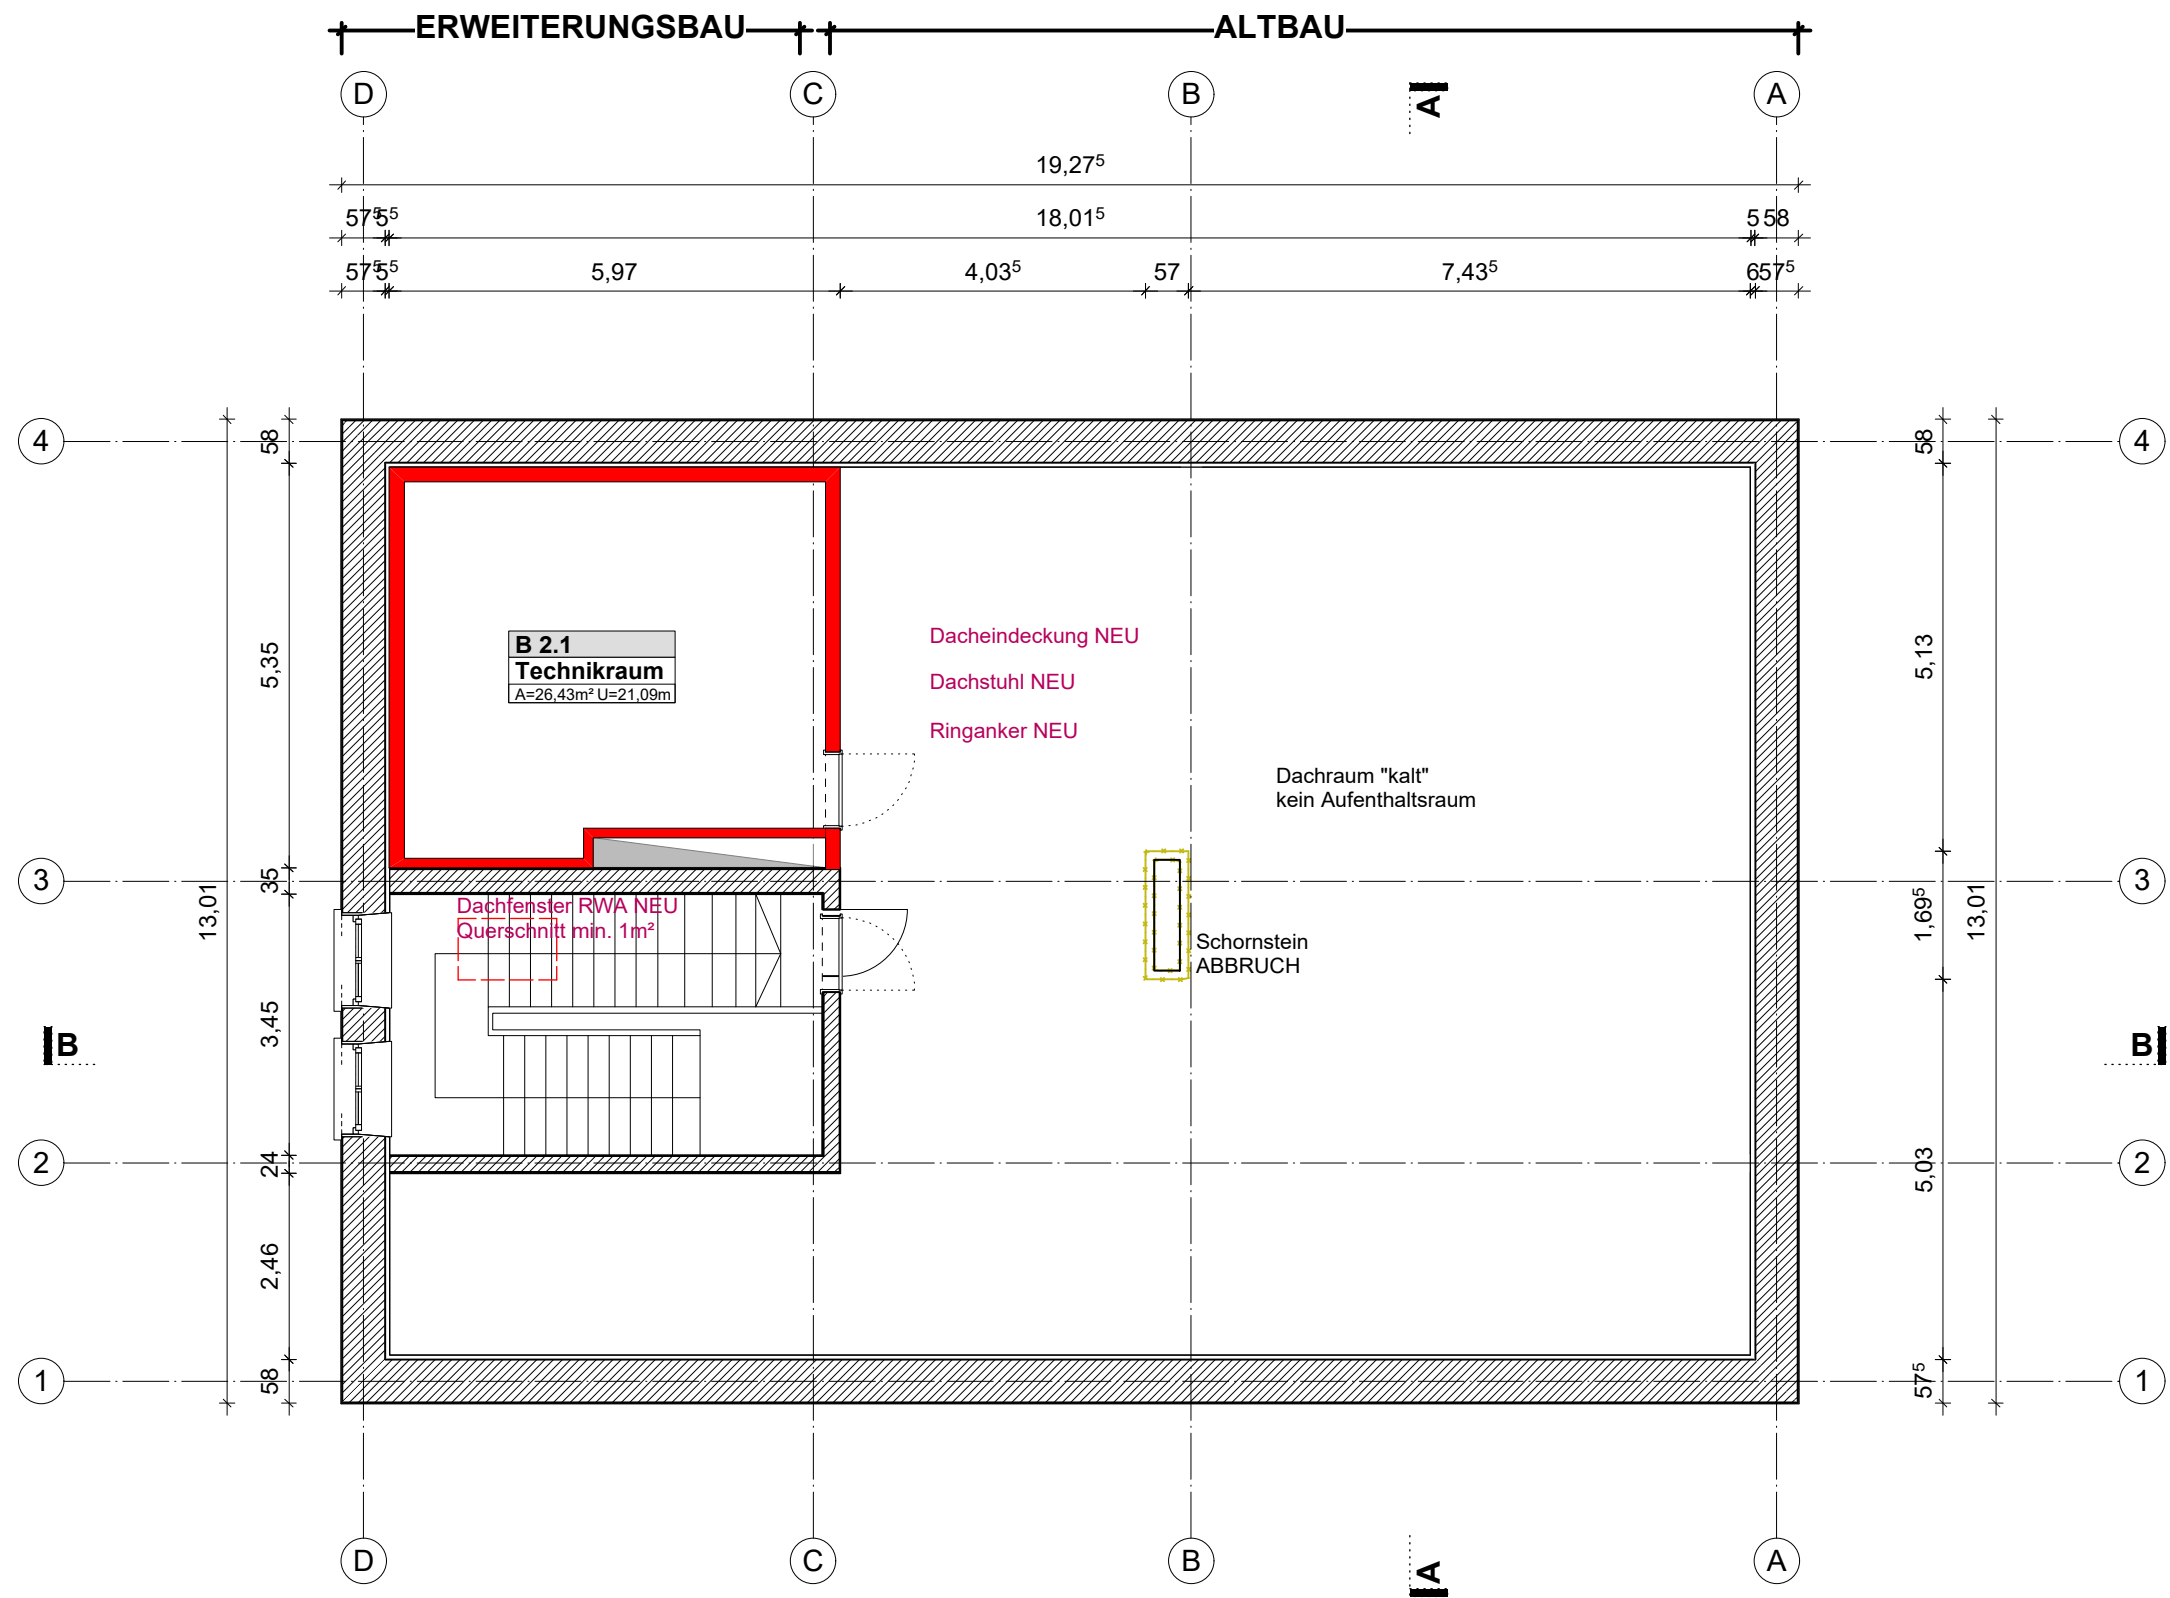 ERWEITERUNGSBAU ALTBAU
D C B A
A
19,27⁵
57⁵ 5⁵ 18,01⁵ 5 58
57⁵ 5⁵ 5,97 4,03⁵ 57 7,43⁵ 6 57⁵
4 58 58 4
B 2.1
Technikraum
A=26,43m² U=21,09m
Dacheindeckung NEU
Dachstuhl NEU
Ringanker NEU
5,35 5,13
Dachraum "kalt"
kein Aufenthaltsraum
3 35 3
13,01 1,69⁵ 13,01
Dachfenster RWA NEU
Querschnitt min. 1m²
Schornstein
ABBRUCH
3,45
B B
2 24 5,03 2
2,46
1 58 57⁵ 1
D C B A
A